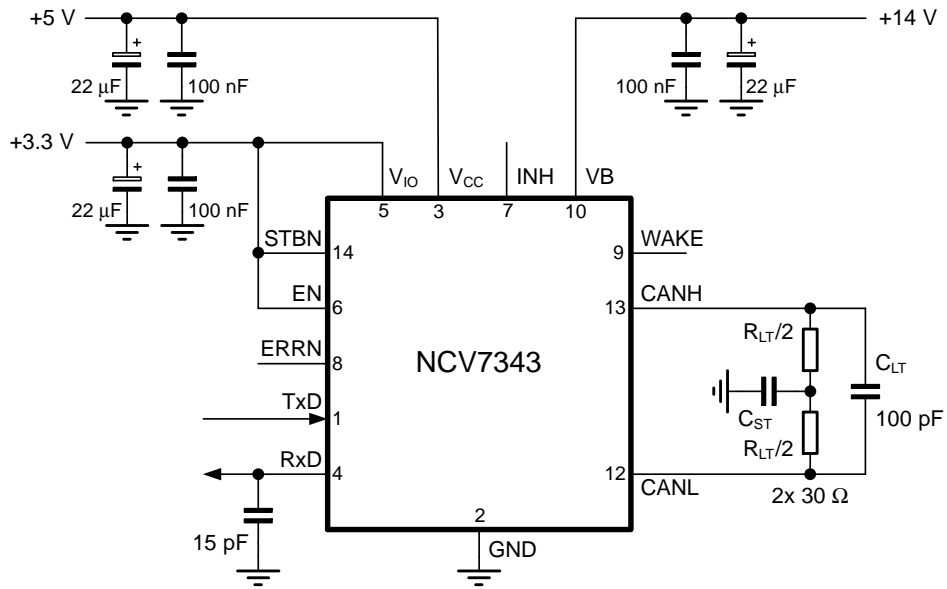 +5 V
+14 V
+
22 μF
100 nF
100 nF
+
22 μF
+3.3 V
+
22 μF
100 nF
VIO
VCC
INH
VB
5
3
7
10
STBN
14
9
WAKE
EN
6
13
CANH
ERRN
8
NCV7343
RLT/2
CLT
100 pF
TxD
1
CST
RLT/2
RxD
4
12
CANL
2x 30 Ω
15 pF
2
GND